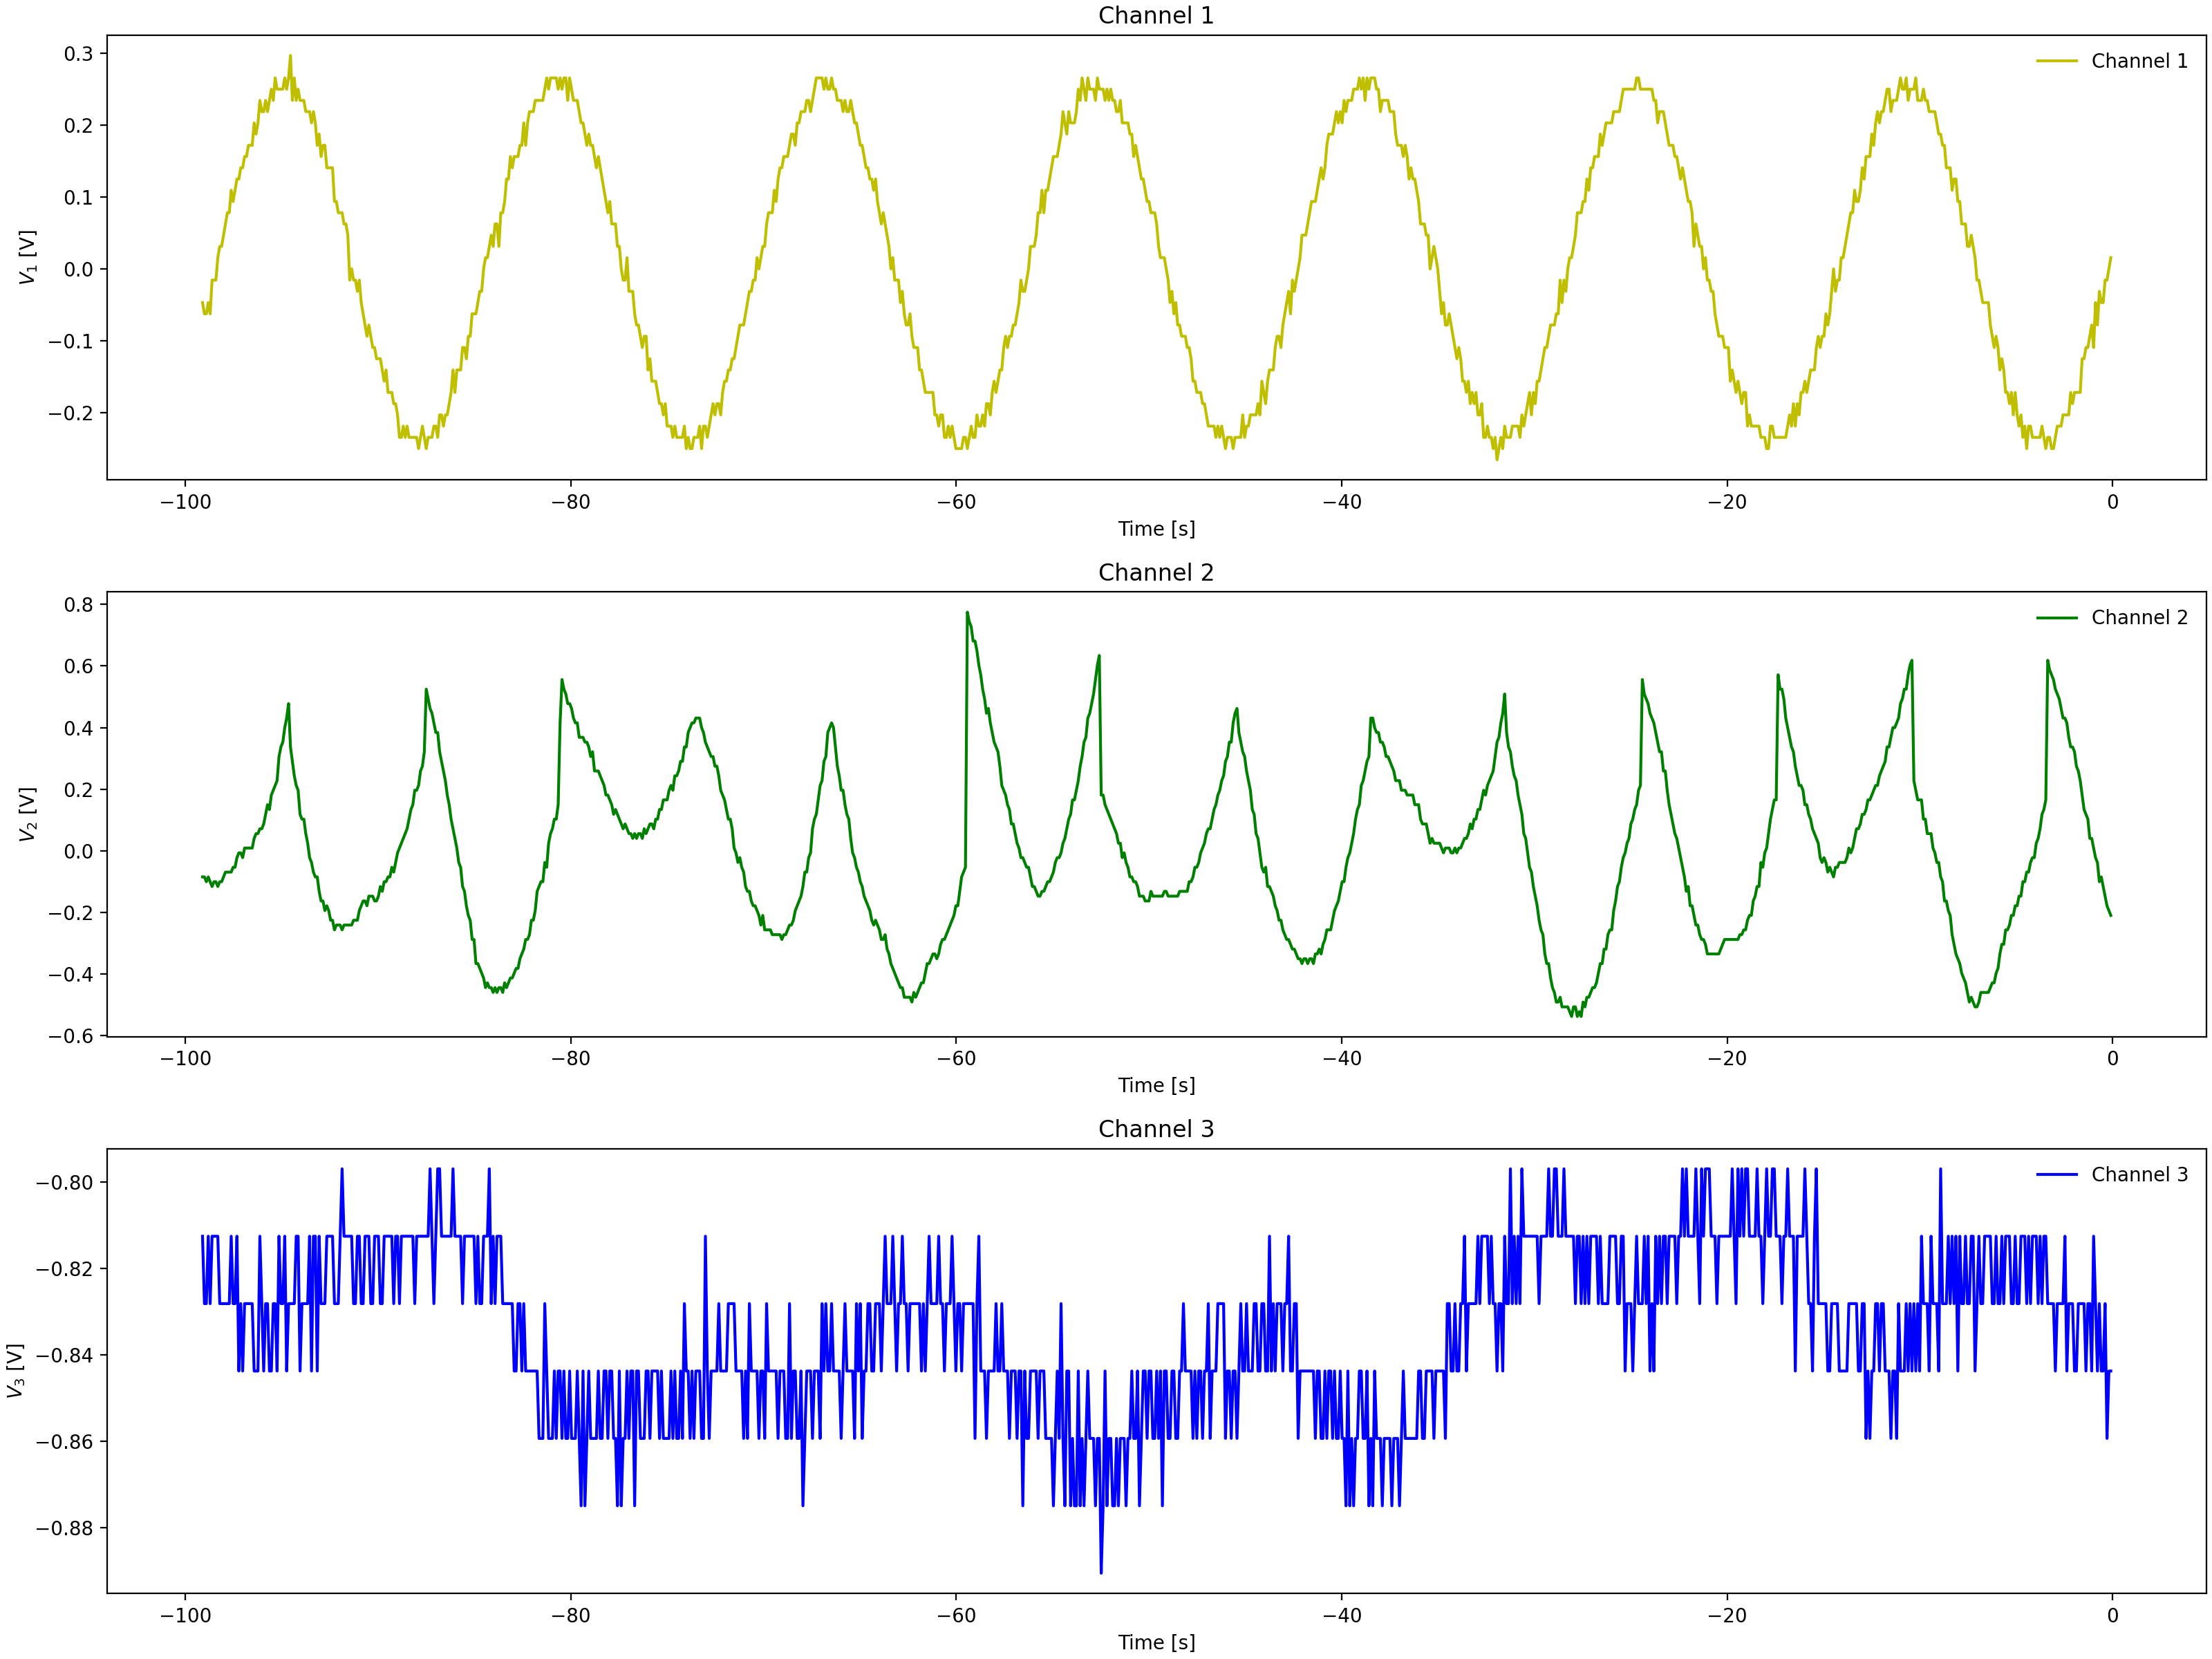 Channel 1
Channel 1
0.3
0.2
0.1
0.0
−0.1
−0.2
V1 [V]
−100 −80 −60 −40 −20 0
Time [s]
Channel 2
Channel 2
0.8
0.6
0.4
0.2
0.0
−0.2
−0.4
−0.6
V2 [V]
−100 −80 −60 −40 −20 0
Time [s]
Channel 3
Channel 3
−0.80
−0.82
−0.84
−0.86
−0.88
V3 [V]
−100 −80 −60 −40 −20 0
Time [s]